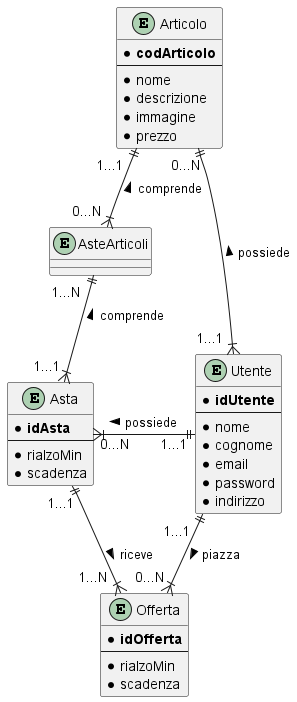 E Articolo
codArticolo
nome
descrizione
immagine
prezzo
1...1
0...N
comprende
0...N
E AsteArticoli
possiede
1...N
comprende
1...1
1...1
E Asta
idAsta
rialzoMin
scadenza
possiede
0...N
1...1
E Utente
idUtente
nome
cognome
email
password
indirizzo
1...1
1...1
riceve
piazza
1...N
0...N
E Offerta
idOfferta
rialzoMin
scadenza